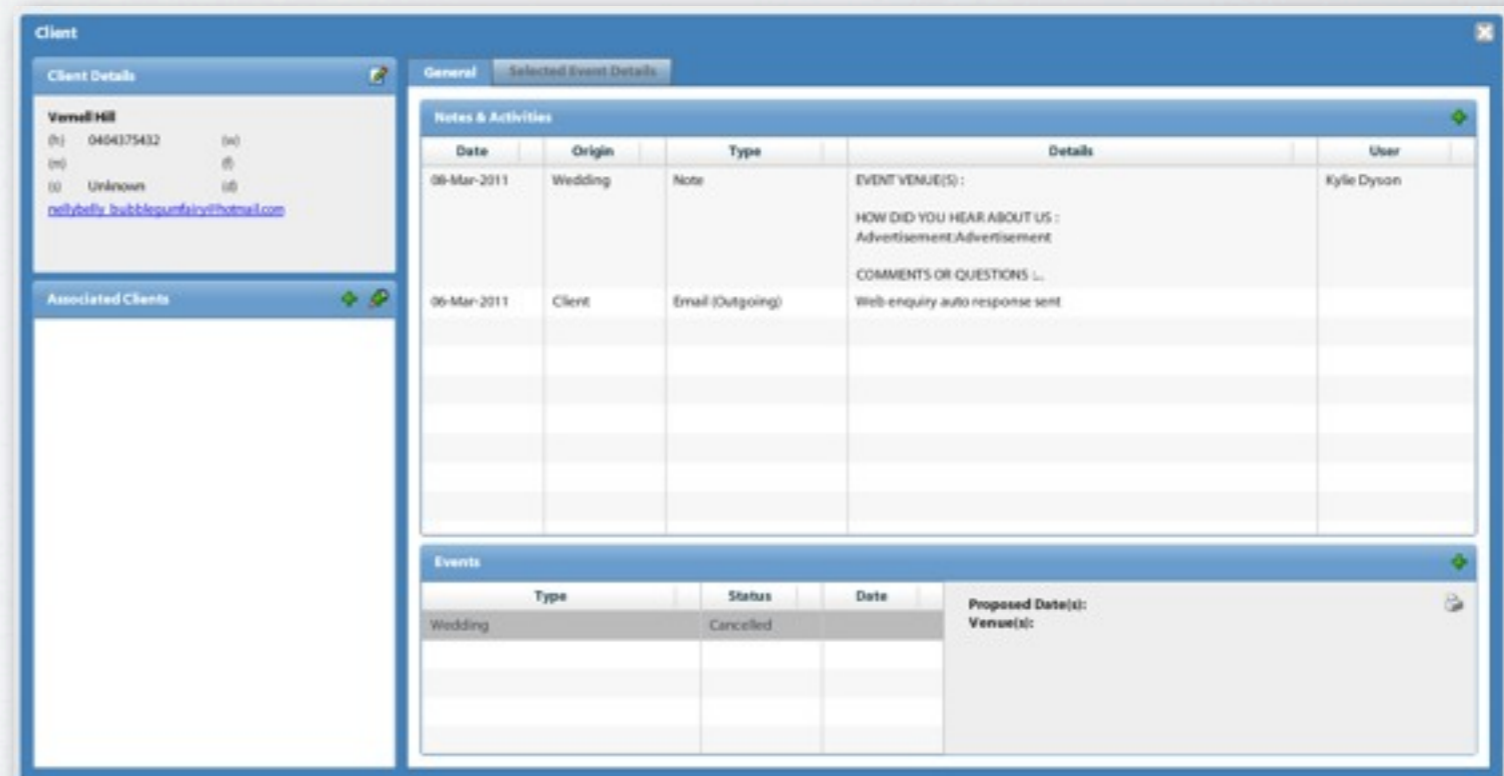 Client
Client Details
Vernell Hill
(h) 0404375432 (w)
(m) (f)
(s) Unknown (d)
nellybelly_bubblegumfairy@hotmail.com
Associated Clients
General Selected Event Details
Notes & Activities
Date Origin Type Details User
08-Mar-2011 Wedding Note EVENT VENUE(S) : Kylie Dyson
HOW DID YOU HEAR ABOUT US :
Advertisement:Advertisement
COMMENTS OR QUESTIONS :...
06-Mar-2011 Client Email (Outgoing) Web enquiry auto response sent
Events
Type Status Date
Wedding Cancelled
Proposed Date(s):
Venue(s):